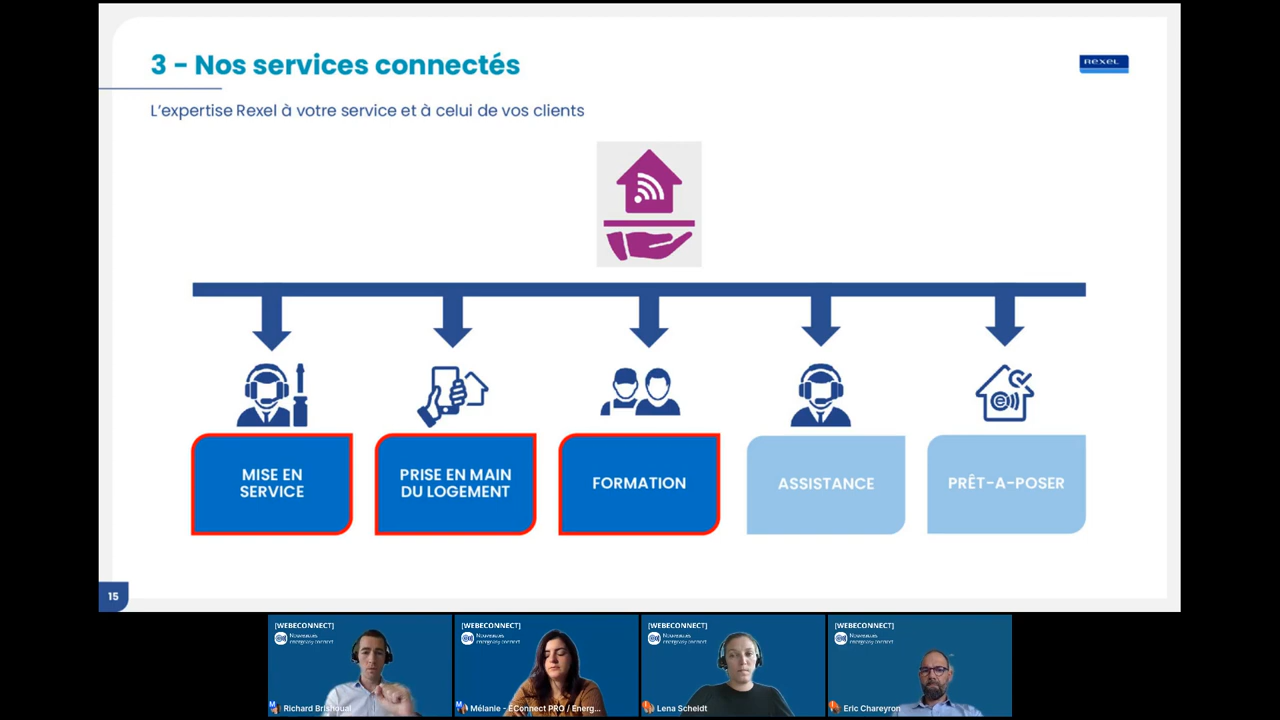 3 - Nos services connectés
REXEL
L'expertise Rexel à votre service et à celui de vos clients
MISE EN
SERVICE
PRISE EN MAIN
DU LOGEMENT
FORMATION
ASSISTANCE
PRÊT-A-POSER
15
[WEBECONNECT]
[WEBECONNECT]
[WEBECONNECT]
[WEBECONNECT]
Richard
Mélanie - EConnect PRO / Énerg...
Lena Scheidt
Eric Chareyron